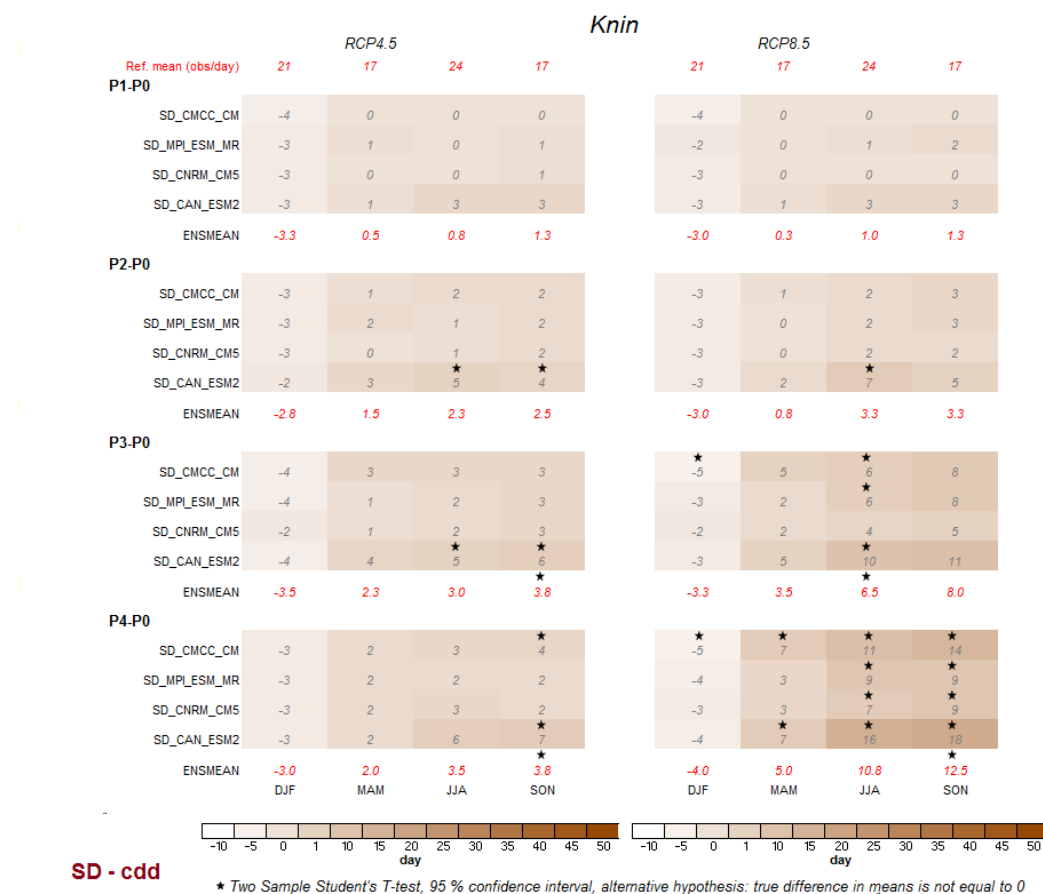 Knin
RCP4.5 RCP8.5
Ref. mean (obs/day) 21 17 24 17 21 17 24 17
P1-P0
SD_CMCC_CM -4 0 0 0 -4 0 0 0
SD_MPI_ESM_MR -3 1 0 1 -2 0 1 2
SD_CNRM_CM5 -3 0 0 1 -3 0 0 0
SD_CAN_ESM2 -3 1 3 3 -3 1 3 3
ENSMEAN -3.3 0.5 0.8 1.3 -3.0 0.3 1.0 1.3
P2-P0
SD_CMCC_CM -3 1 2 2 -3 1 2 3
SD_MPI_ESM_MR -3 2 1 2 -3 0 2 3
SD_CNRM_CM5 -3 0 1 2 -3 0 2 2
★ ★ ★
SD_CAN_ESM2 -2 3 5 4 -3 2 7 5
ENSMEAN -2.8 1.5 2.3 2.5 -3.0 0.8 3.3 3.3
P3-P0
★ ★
SD_CMCC_CM -4 3 3 3 -5 5 6 8
★
SD_MPI_ESM_MR -4 1 2 3 -3 2 6 8
SD_CNRM_CM5 -2 1 2 3 -2 2 4 5
★ ★ ★
SD_CAN_ESM2 -4 4 5 6 -3 5 10 11
★ ★
ENSMEAN -3.5 2.3 3.0 3.8 -3.3 3.5 6.5 8.0
P4-P0
★ ★ ★ ★ ★
SD_CMCC_CM -3 2 3 4 -5 7 11 14
★ ★
SD_MPI_ESM_MR -3 2 2 2 -4 3 9 9
★ ★
SD_CNRM_CM5 -3 2 3 2 -3 3 7 9
★ ★ ★ ★
SD_CAN_ESM2 -3 2 6 7 -4 7 16 18
★ ★
ENSMEAN -3.0 2.0 3.5 3.8 -4.0 5.0 10.8 12.5
DJF MAM JJA SON DJF MAM JJA SON
-10 -5 0 1 10 15 20 25 30 35 40 45 50 -10 -5 0 1 10 15 20 25 30 35 40 45 50
day day
SD - cdd
★ Two Sample Student's T-test, 95 % confidence interval, alternative hypothesis: true difference in means is not equal to 0